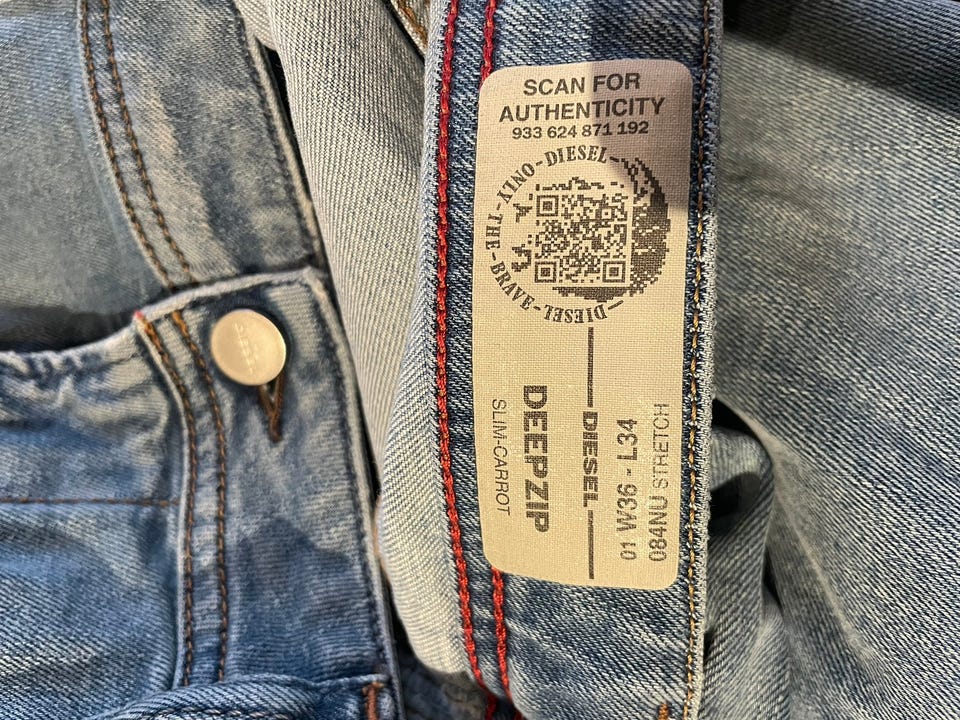 SCAN FOR
AUTHENTICITY
933 624 871 192
DIESEL-ONLY-THE-BRAVE-DIESEL
DEEPZIP
SLIM-CARROT
DIESEL
01 W36 - L34
084NU STRETCH